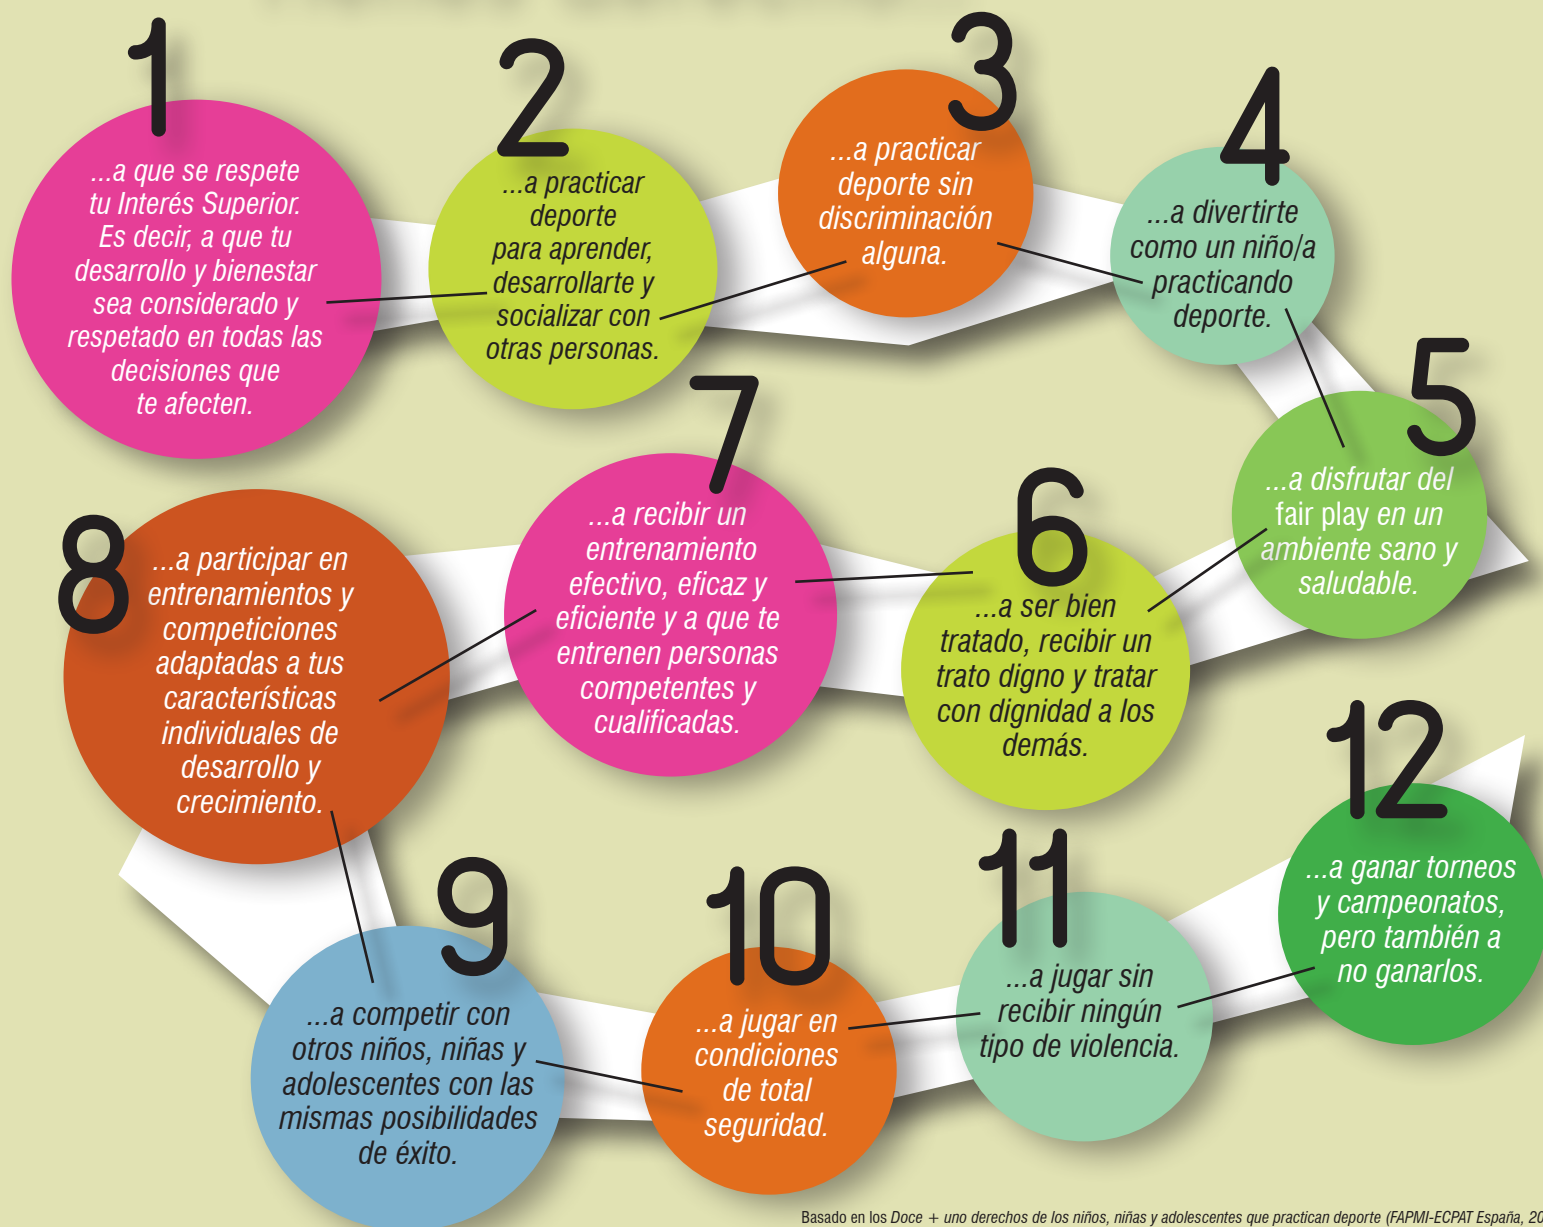 1
...a que se respete
tu Interés Superior.
Es decir, a que tu
desarrollo y bienestar
sea considerado y
respetado en todas las
decisiones que
te afecten.
2
...a practicar
deporte
para aprender,
desarrollarte y
socializar con
otras personas.
3
...a practicar
deporte sin
discriminación
alguna.
4
...a divertirte
como un niño/a
practicando
deporte.
5
...a disfrutar del
fair play en un
ambiente sano y
saludable.
6
...a ser bien
tratado, recibir un
trato digno y tratar
con dignidad a los
demás.
7
...a recibir un
entrenamiento
efectivo, eficaz y
eficiente y a que te
entrenen personas
competentes y
cualificadas.
8
...a participar en
entrenamientos y
competiciones
adaptadas a tus
características
individuales de
desarrollo y
crecimiento.
9
...a competir con
otros niños, niñas y
adolescentes con las
mismas posibilidades
de éxito.
10
...a jugar en
condiciones
de total
seguridad.
11
...a jugar sin
recibir ningún
tipo de violencia.
12
...a ganar torneos
y campeonatos,
pero también a
no ganarlos.
Basado en los Doce + uno derechos de los niños, niñas y adolescentes que practican deporte (FAPMI-ECPAT España, 20